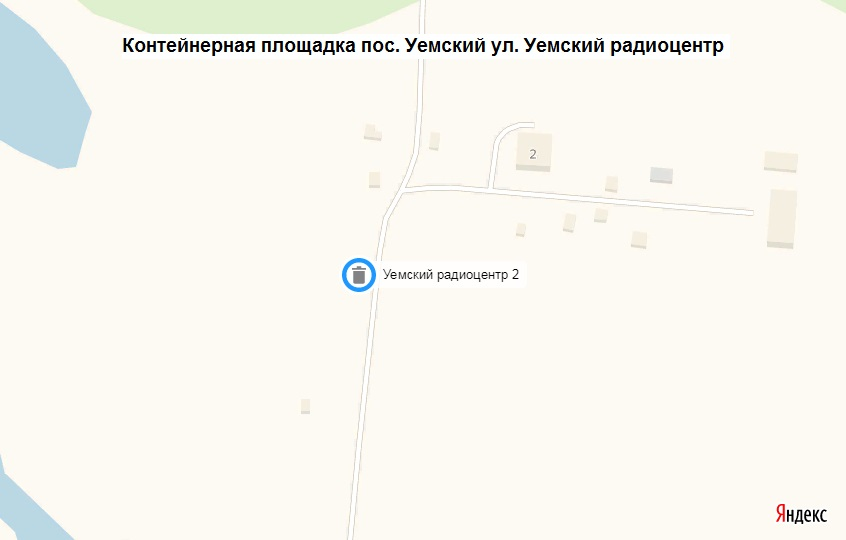 Контейнерная площадка пос. Уемский ул. Уемский радиоцентр
2
Уемский радиоцентр 2
Яндекс